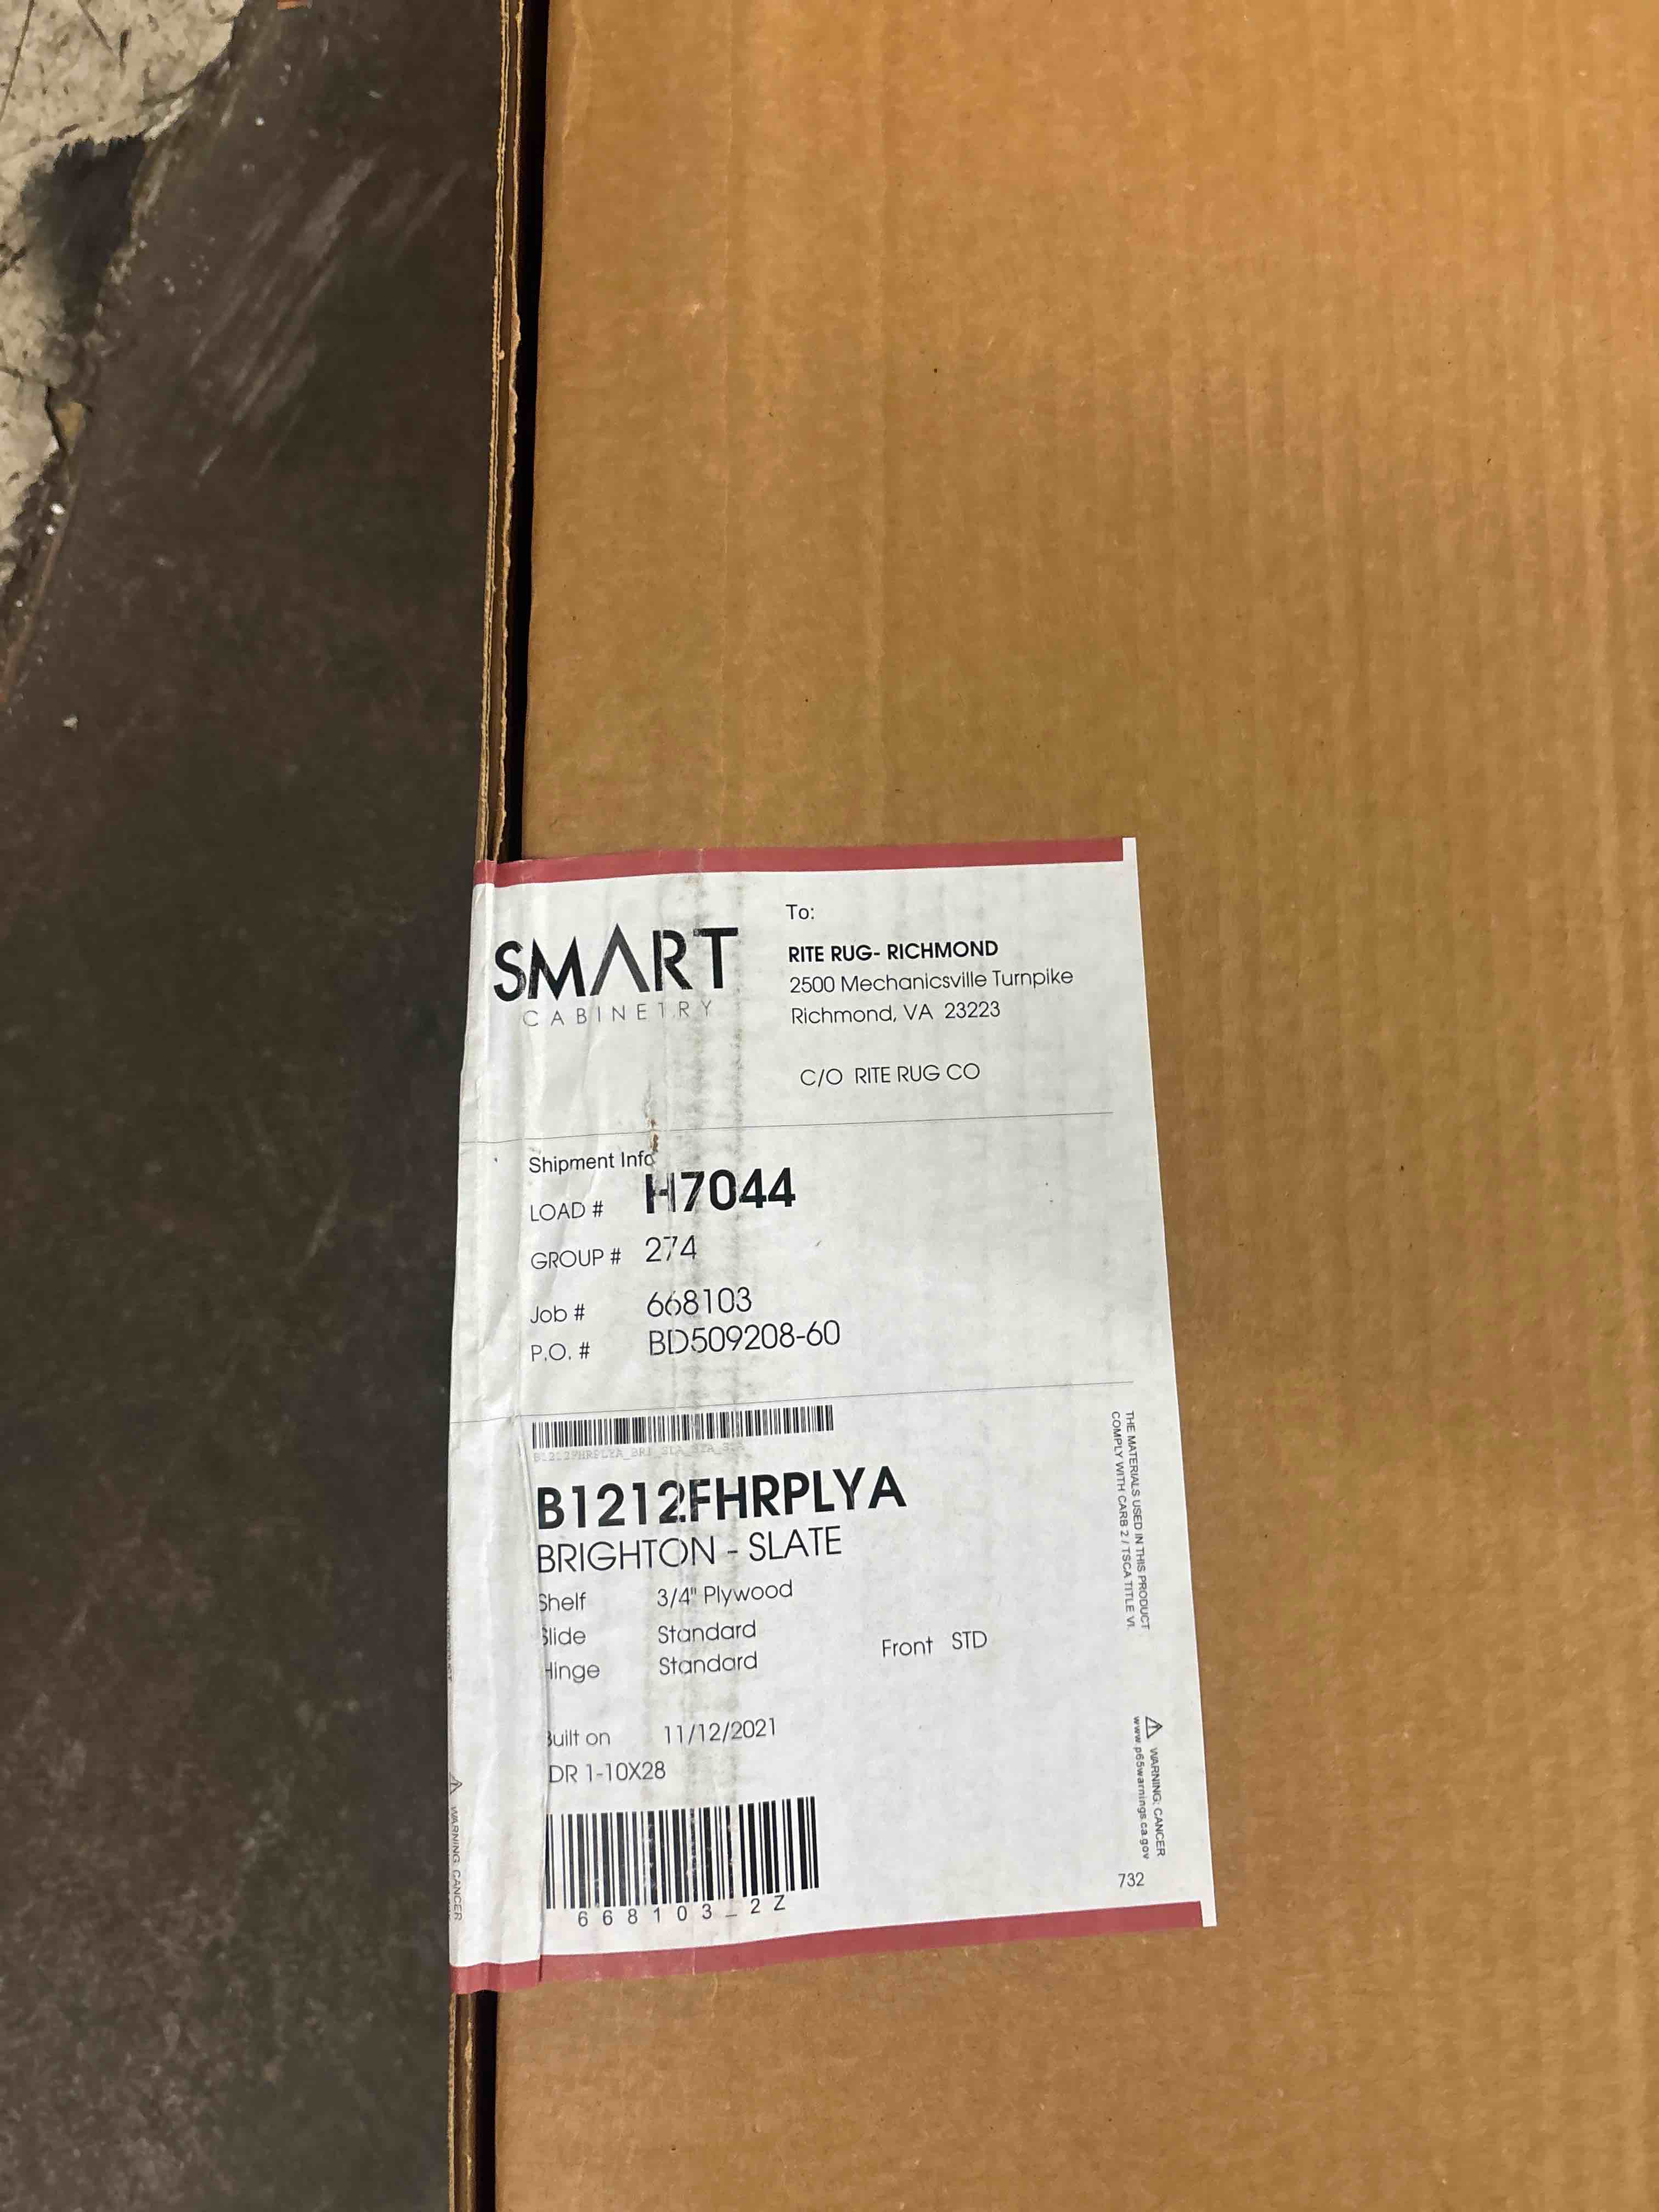 SMART
CABINETRY
To:
RITE RUG- RICHMOND
2500 Mechanicsville Turnpike
Richmond, VA 23223
C/O RITE RUG CO
Shipment Info
LOAD # H7044
GROUP # 274
Job # 668103
P.O. # BD509208-60
B1212FHRPLYA
BRIGHTON - SLATE
Shelf 3/4" Plywood
Slide Standard
Hinge Standard
Front STD
Built on 11/12/2021
DR 1-10X28
668103_2Z
THE MATERIALS USED IN THIS PRODUCT
COMPLY WITH CARB 2 / TSCA TITLE VI.
⚠ WARNING: CANCER
www.p65warnings.ca.gov
732
⚠ WARNING: CANCER